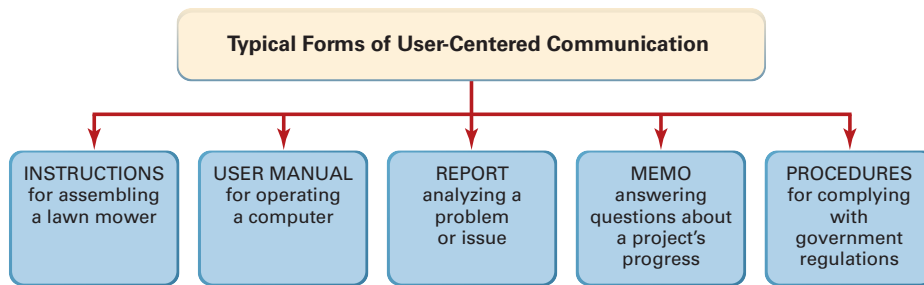 Typical Forms of User-Centered Communication
INSTRUCTIONS
for assembling
a lawn mower
USER MANUAL
for operating
a computer
REPORT
analyzing a
problem
or issue
MEMO
answering
questions about
a project's
progress
PROCEDURES
for complying
with
government
regulations